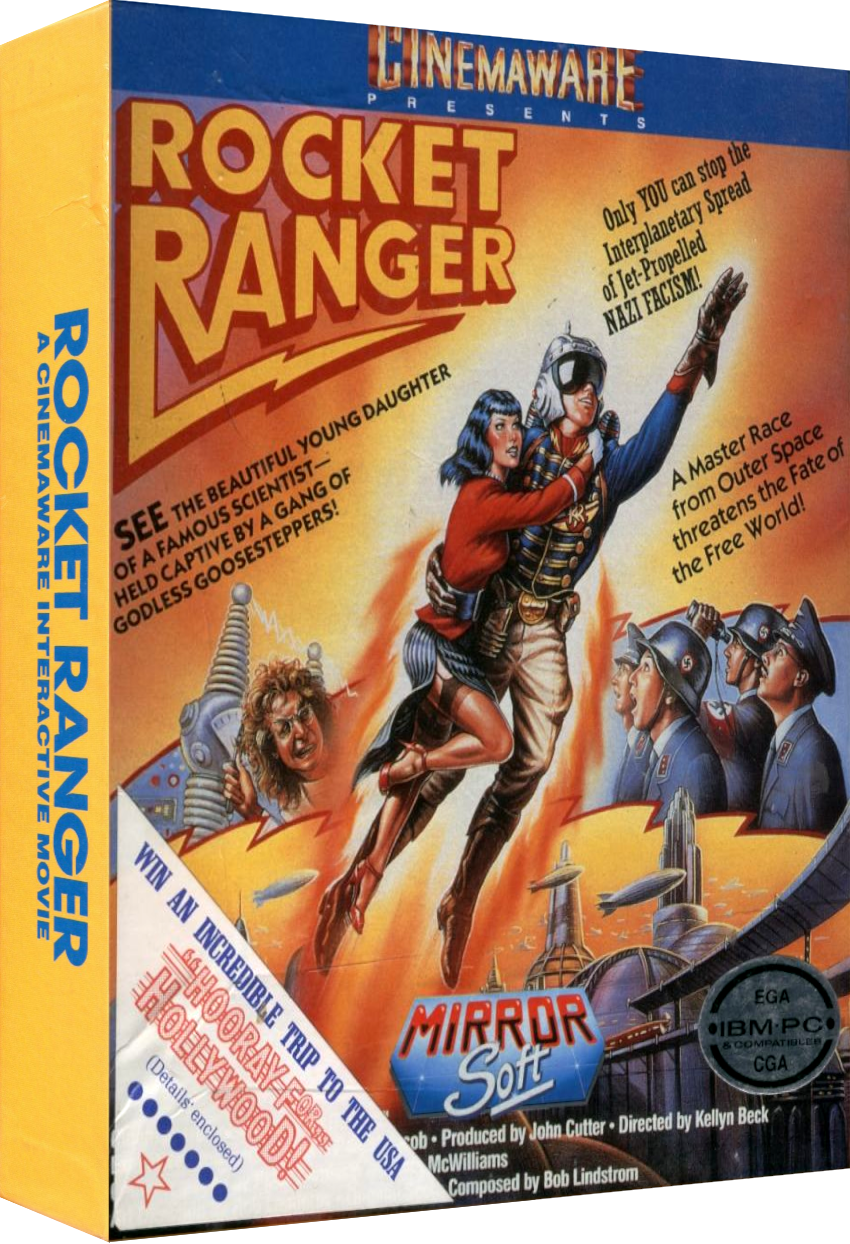 ROCKET RANGER
A CINEMAWARE INTERACTIVE MOVIE
CINEMAWARE
PRESENTS
ROCKET
RANGER
Only YOU can stop the
Interplanetary Spread
of Jet-Propelled
NAZI FACISM!
SEE THE BEAUTIFUL YOUNG DAUGHTER
OF A FAMOUS SCIENTIST—
HELD CAPTIVE BY A GANG OF
GODLESS GOOSESTEPPERS!
A Master Race
from Outer Space
threatens the Fate of
the Free World!
WIN AN INCREDIBLE TRIP TO THE USA
"HOORAY FOR
HOLLYWOOD!"
(Details enclosed)
MIRROR
Soft
EGA
IBM·PC
& COMPATIBLES
CGA
cob • Produced by John Cutter • Directed by Kellyn Beck
McWilliams
Composed by Bob Lindstrom